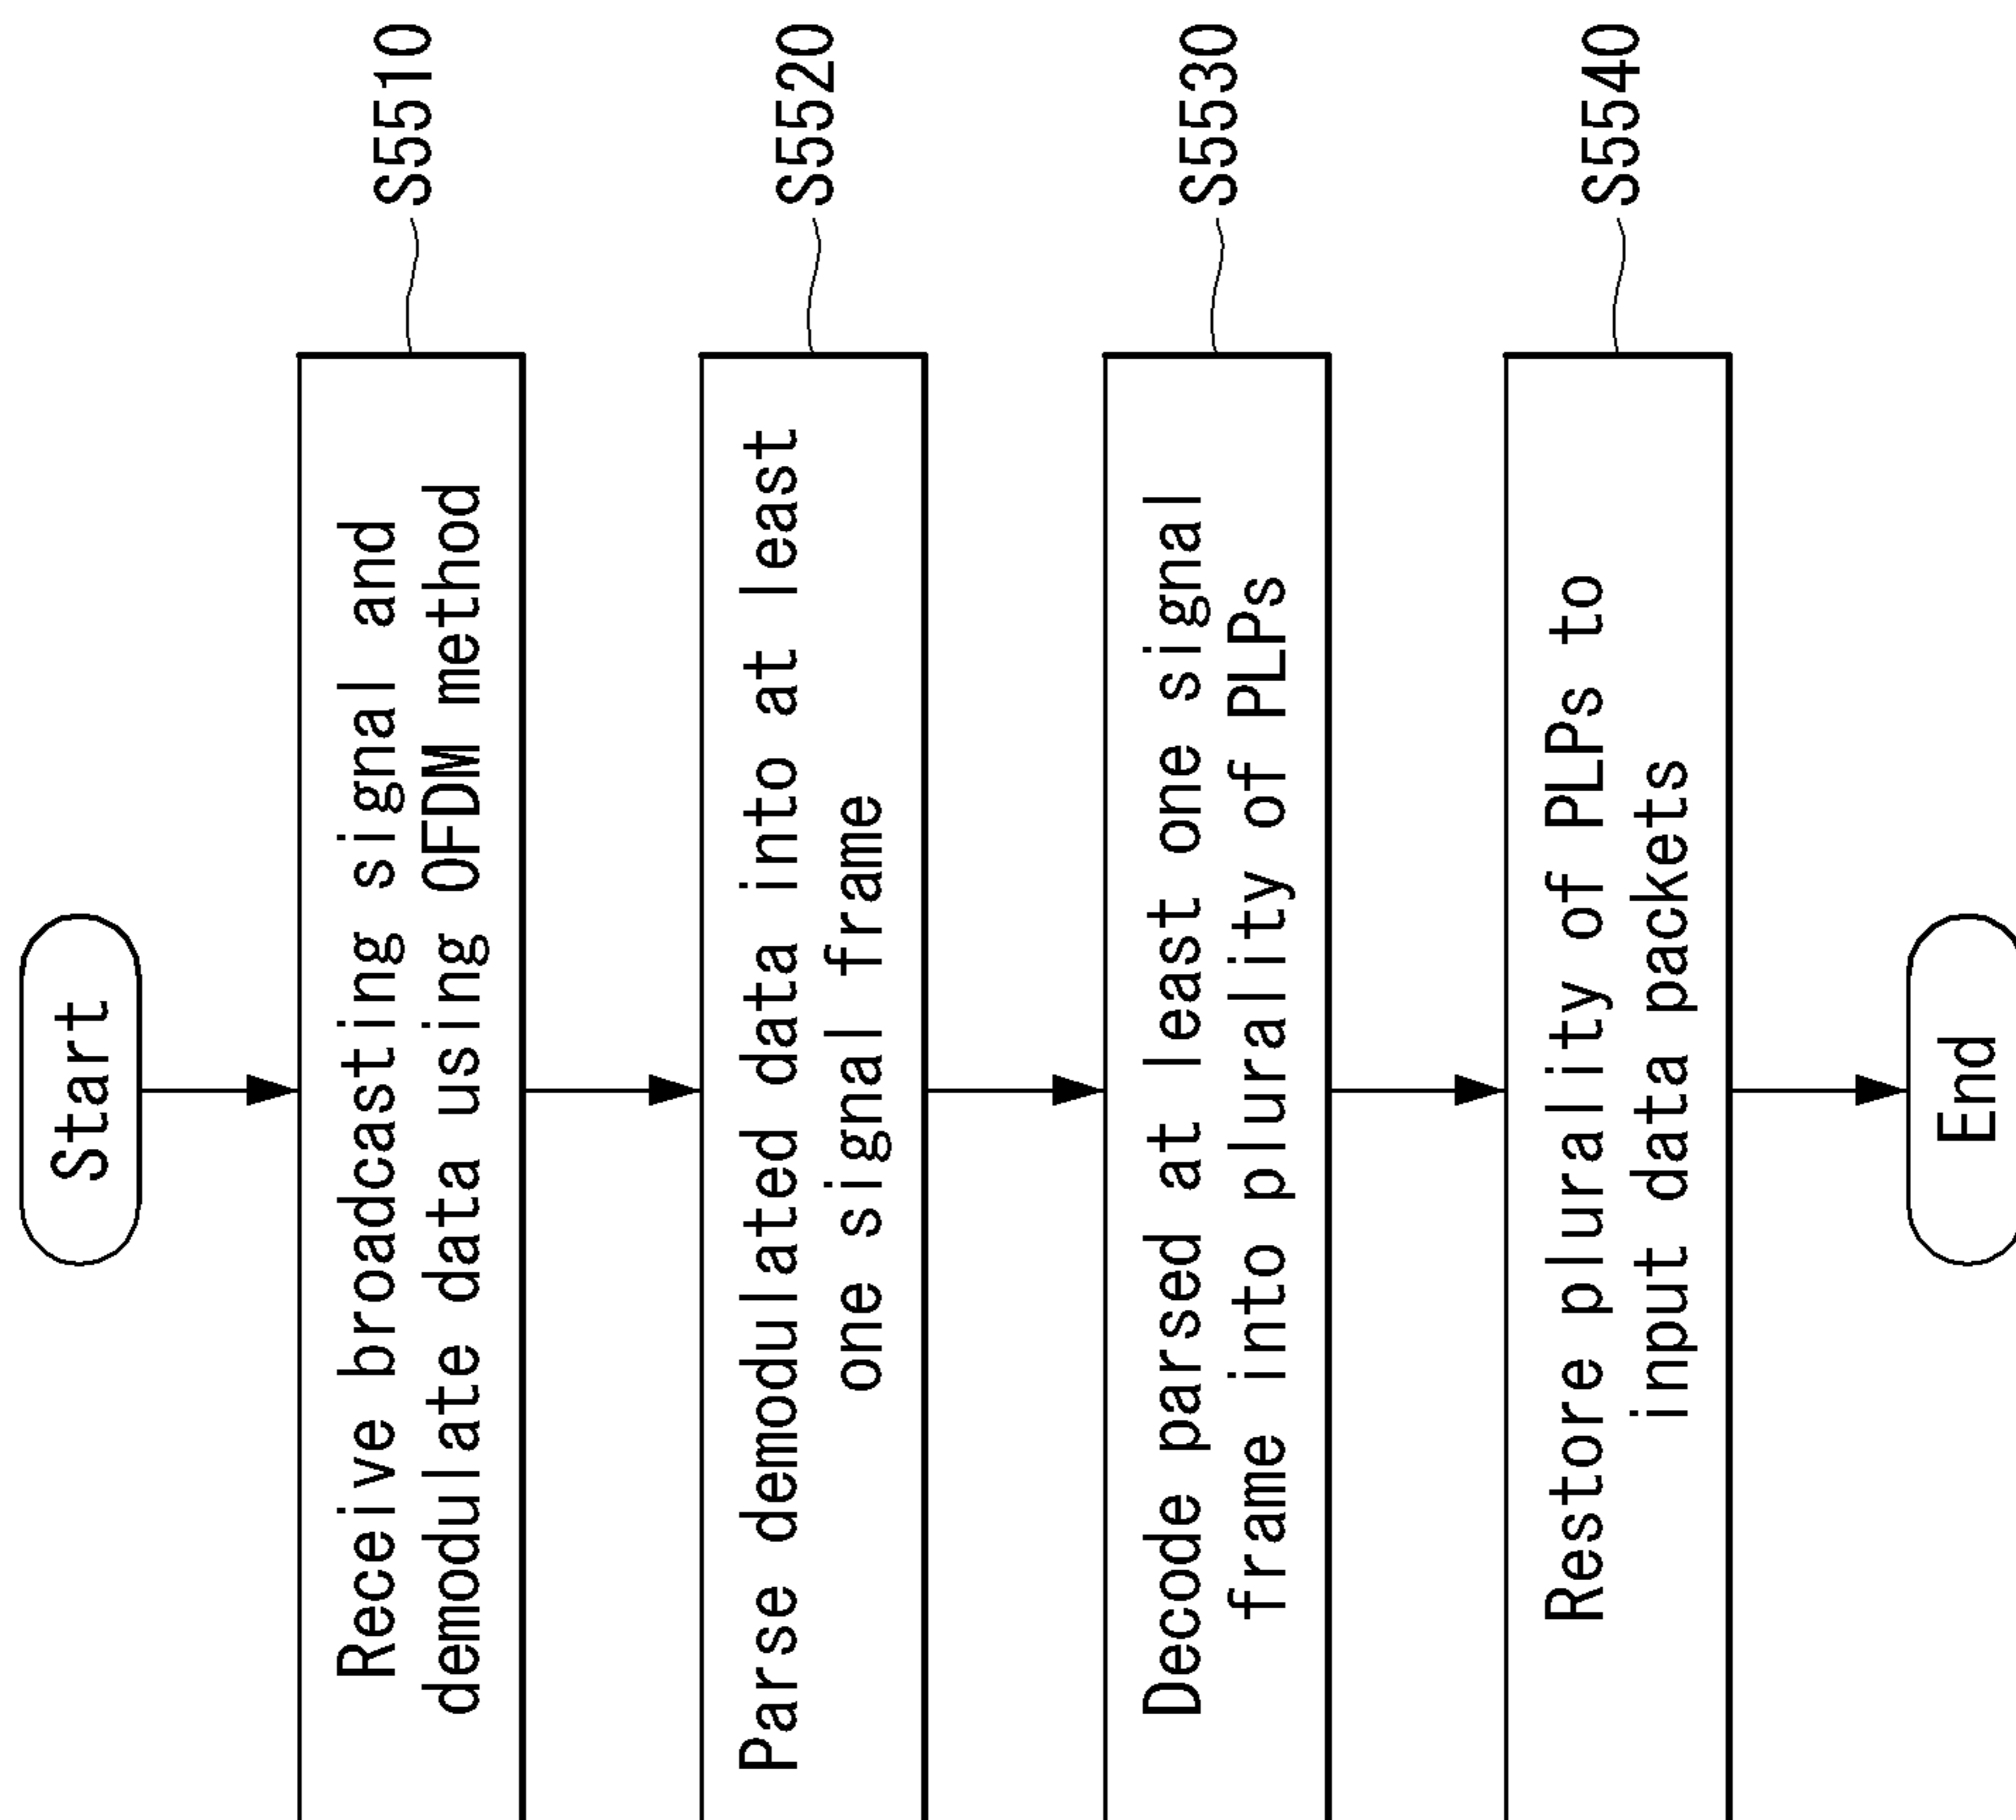 Start
Receive broadcasting signal and
demodulate data using OFDM method
S5510
Parse demodulated data into at least
one signal frame
S5520
Decode parsed at least one signal
frame into plurality of PLPs
S5530
Restore plurality of PLPs to
input data packets
S5540
End